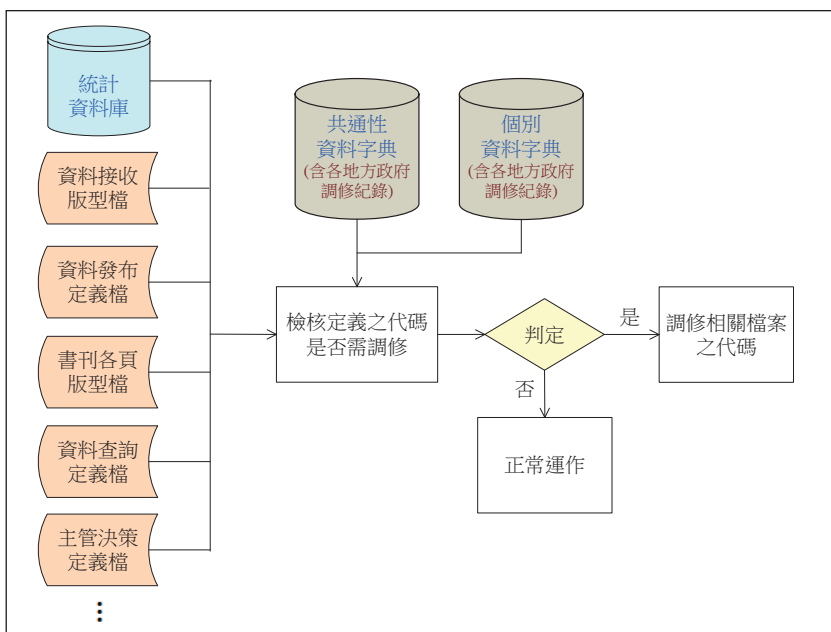 統計
資料庫
資料接收
版型檔
資料發布
定義檔
書刊各頁
版型檔
資料查詢
定義檔
主管決策
定義檔
⋮
共通性
資料字典
(含各地方政府
調修紀錄)
個別
資料字典
(含各地方政府
調修紀錄)
檢核定義之代碼
是否需調修
判定
是
調修相關檔案
之代碼
否
正常運作